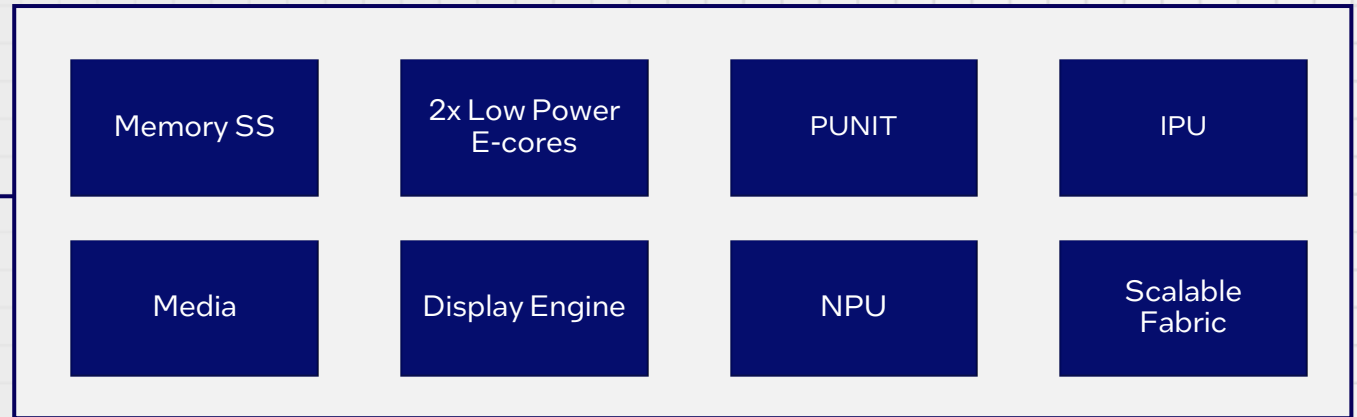 Memory SS
2x Low Power
E-cores
PUNIT
IPU
Media
Display Engine
NPU
Scalable
Fabric